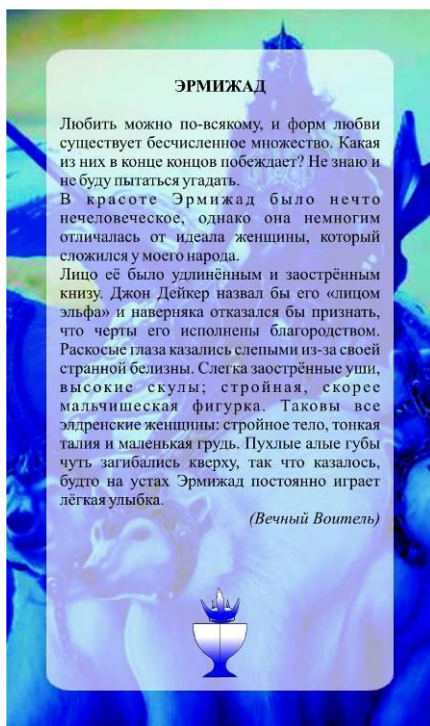 ЭРМИЖАД
Любить можно по-всякому, и форм любви
существует бесчисленное множество. Какая
из них в конце концов побеждает? Не знаю и
не буду пытаться угадать.
В красоте Эрмижад было нечто
нечеловеческое, однако она немногим
отличалась от идеала женщины, который
сложился у моего народа.
Лицо её было удлинённым и заострённым
книзу. Джон Дейкер назвал бы его «лицом
эльфа» и наверняка отказался бы признать,
что черты его исполнены благородством.
Раскосые глаза казались слепыми из-за своей
странной белизны. Слегка заострённые уши,
высокие скулы; стройная, скорее
мальчишеская фигурка. Таковы все
элдренские женщины: стройное тело, тонкая
талия и маленькая грудь. Пухлые алые губы
чуть загибались кверху, так что казалось,
будто на устах Эрмижад постоянно играет
лёгкая улыбка.
(Вечный Воитель)